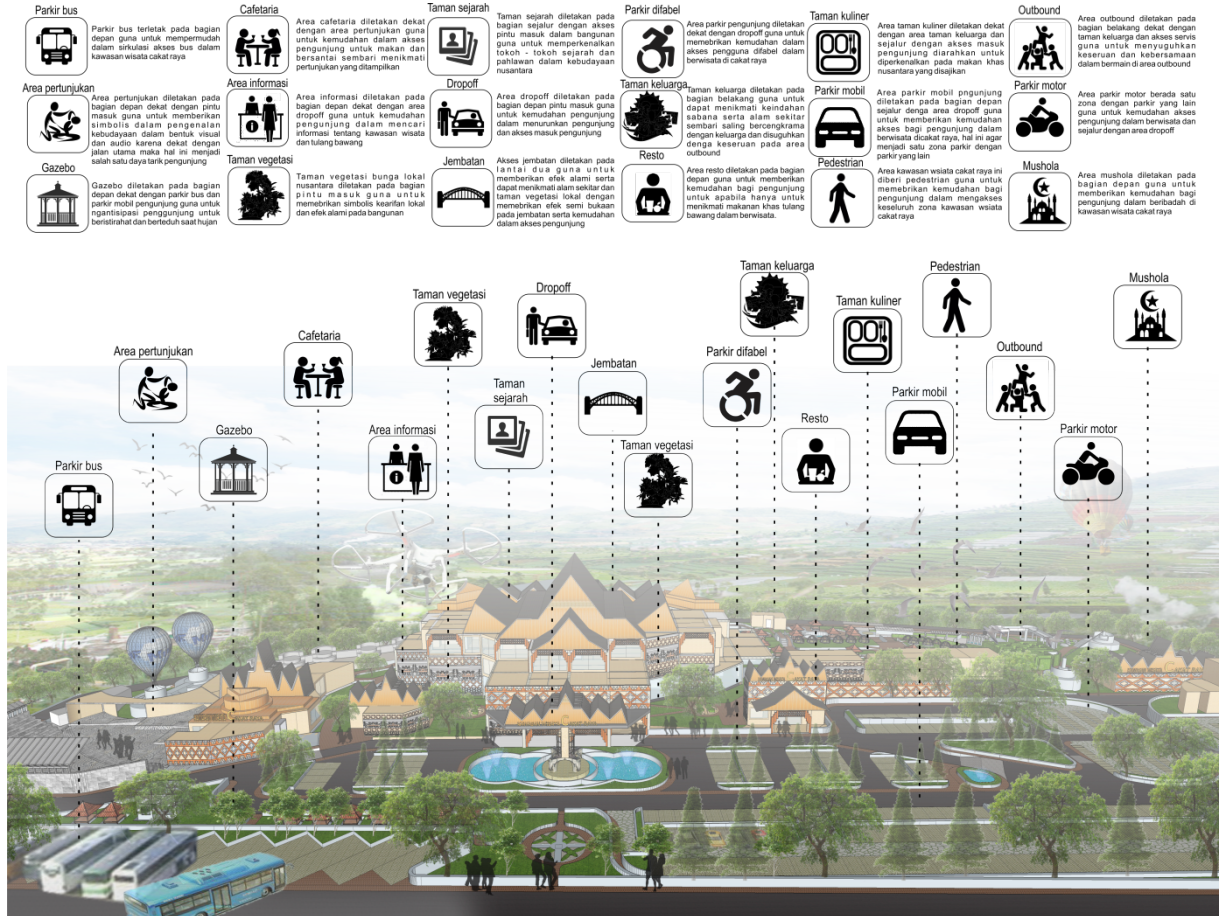 Parkir bus
Parkir bus terletak pada bagian
depan guna untuk mempermudah
dalam sirkulasi akses bus dalam
kawasan wisata cakat raya
Cafetaria
Area cafetaria diletakan dekat
dengan area pertunjukan guna
untuk kemudahan dalam akses
pengunjung untuk makan dan
bersantai sembari menikmati
pertunjukan yang ditampilkan
Taman sejarah
Taman sejarah diletakan pada
bagian sejalur dengan akses
pintu masuk dalam bangunan
guna untuk memperkenalkan
tokoh - tokoh sejarah dan
pahlawan dalam kebudayaan
nusantara
Parkir difabel
Area parkir pengunjung diletakan
dekat dengan dropoff guna untuk
memebrikan kemudahan dalam
akses pengguna difabel dalam
berwisata di cakat raya
Taman kuliner
Area taman kuliner diletakan dekat
dengan area taman keluarga dan
sejalur dengan akses masuk
pengunjung diarahkan untuk
diperkenalkan pada makan khas
nusantara yang disajikan
Outbound
Area outbound diletakan pada
bagian belakang dekat dengan
taman keluarga dan akses servis
guna untuk menyuguhkan
keseruan dan kebersamaan
dalam bermain di area outbound
Area pertunjukan
Area pertunjukan diletakan pada
bagian depan dekat dengan pintu
masuk guna untuk memberikan
simbolis dalam pengenalan
kebudayaan dalam bentuk visual
dan audio karena dekat dengan
jalan utama maka hal ini menjadi
salah satu daya tarik pengunjung
Area informasi
Area informasi diletakan pada
bagian depan dekat dengan area
dropoff guna untuk kemudahan
pengunjung dalam mencari
informasi tentang kawasan wisata
dan tulang bawang
Dropoff
Area dropoff diletakan pada
bagian depan pintu masuk guna
untuk kemudahan pengunjung
dalam menurunkan pengunjung
dan akses masuk pengunjung
Taman keluarga
Taman keluarga diletakan pada
bagian belakang guna untuk
dapat menikmati keindahan
sabana serta alam sekitar
sembari saling bercengkrama
dengan keluarga dan disuguhkan
denga keseruan pada area
outbound
Parkir mobil
Area parkir mobil pngunjung
diletakan pada bagian depan
sejalur denga area dropoff guna
untuk memberikan kemudahan
akses bagi pengunjung dalam
berwisata dicakat raya, hal ini agar
menjadi satu zona parkir dengan
parkir yang lain
Parkir motor
Area parkir motor berada satu
zona dengan parkir yang lain
gunauntuk kemudahan akses
pengunjung dalam berwisata dan
sejalur dengan area dropoff
Gazebo
Gazebo diletakan pada bagian
depan dekat dengan parkir bus dan
parkir mobil pengunjung guna untuk
ngantisipasi penggunjung untuk
beristirahat dan berteduh saat hujan
Taman vegetasi
Taman vegetasi bunga lokal
nusantara diletakan pada bagian
pintu masuk guna untuk
memebrikan simbolis kearifan lokal
dan efek alami pada bangunan
Jembatan
Akses jembatan diletakan pada
lantai dua guna untuk
memberikan efek alami serta
dapat menikmati alam sekitar dan
taman vegetasi lokal dengan
memebrikan efek semi bukaan
pada jembatan serta kemudahan
dalam akses pengunjung
Resto
Area resto diletakan pada bagian
depan guna untuk memberikan
kemudahan bagi pengunjung
untuk apabila hanya untuk
menikmati makanan khas tulang
bawang dalam berwisata.
Pedestrian
Area kawasan wsiata cakat raya ini
diberi pedestrian guna untuk
memebrikan kemudahan bagi
pengunjung dalam mengakses
keseluruh zona kawasan wsiata
cakat raya
Mushola
Area mushola diletakan pada
bagian depan guna untuk
memberikan kemudahan bagi
pengunjung dalam beribadah di
kawasan wisata cakat raya
Taman keluarga
Pedestrian
Mushola
Taman vegetasi
Dropoff
Taman kuliner
Cafetaria
Area pertunjukan
Parkir difabel
Outbound
Jembatan
Taman
sejarah
Parkir mobil
Gazebo
Area informasi
Resto
Parkir motor
Taman vegetasi
Parkir bus